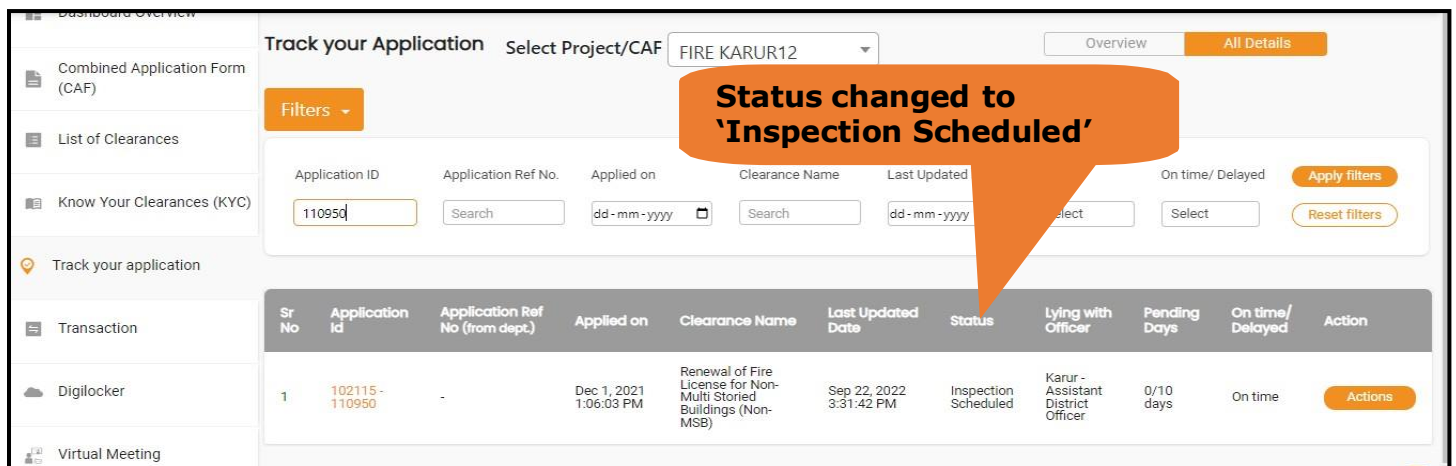 Dashboard Overview
Combined Application Form
(CAF)
List of Clearances
Know Your Clearances (KYC)
Track your application
Transaction
Digilocker
Virtual Meeting
Track your Application Select Project/CAF FIRE KARUR12
Overview All Details
Filters
Status changed to
‘Inspection Scheduled’
Application ID Application Ref No. Applied on Clearance Name Last Updated On time/ Delayed Apply filters
110950 Search dd-mm-yyyy Search dd-mm-yyyy Select Select Reset filters
Sr
No
Application
Id
Application Ref
No (from dept.)
Applied on
Clearance Name
Last Updated
Date
Status
Lying with
Officer
Pending
Days
On time/
Delayed
Action
1
102115 -
110950
-
Dec 1, 2021
1:06:03 PM
Renewal of Fire
License for Non-
Multi Storied
Buildings (Non-
MSB)
Sep 22, 2022
3:31:42 PM
Inspection
Scheduled
Karur -
Assistant
District
Officer
0/10
days
On time
Actions